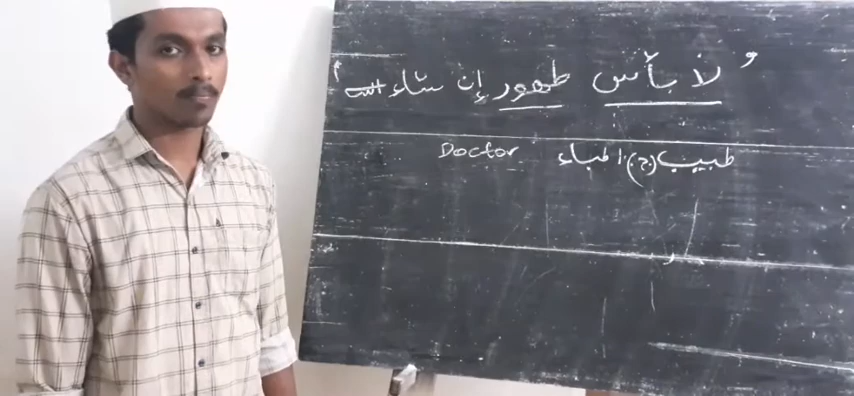 "لا بأس طهور إن شاء الله"
طبيب (ج) اطباء Doctor